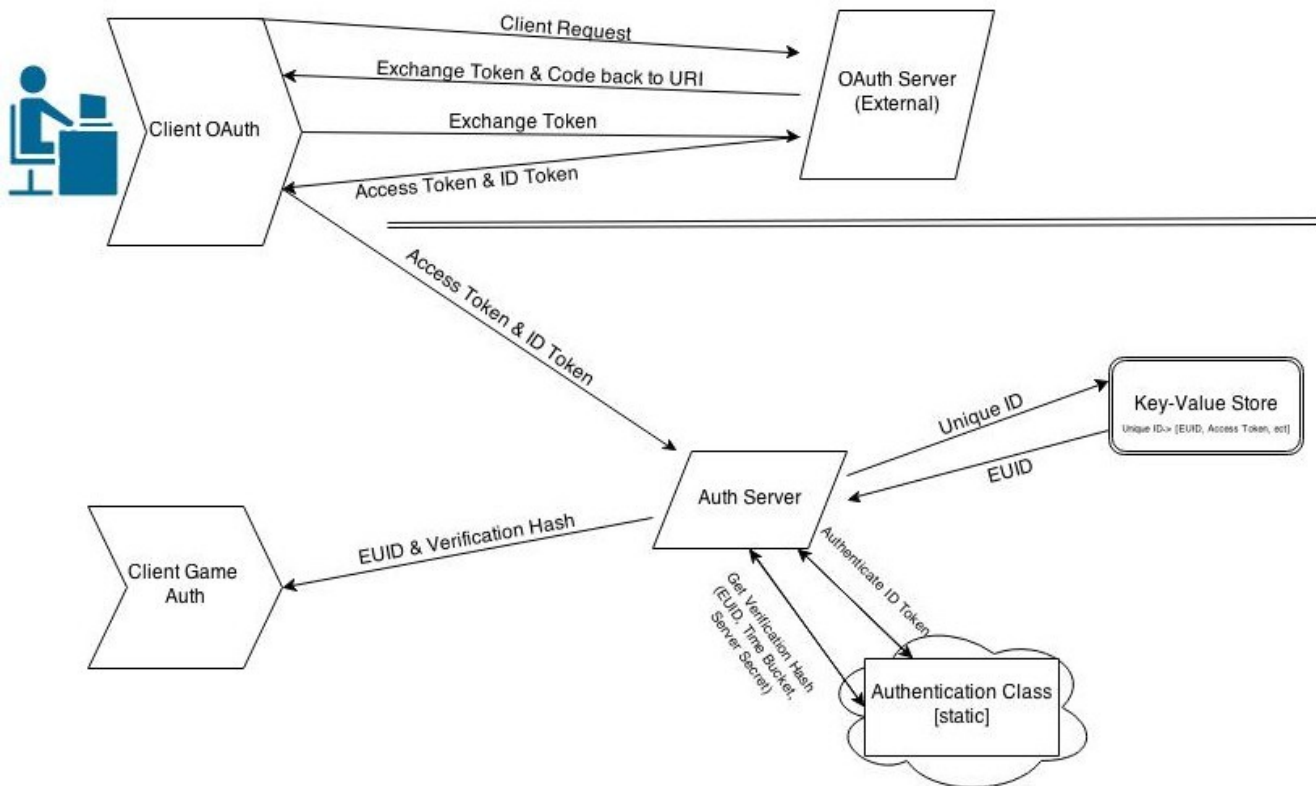 Client Request
Exchange Token & Code back to URI
OAuth Server
(External)
Client OAuth
Exchange Token
Access Token & ID Token
Access Token & ID Token
Unique ID
Key-Value Store
Unique ID-> [EUID, Access Token, ect]
EUID
Auth Server
EUID & Verification Hash
Client Game
Auth
Authenticate ID Token
Get Verification Hash
(EUID, Time Bucket,
Server Secret)
Authentication Class
[static]